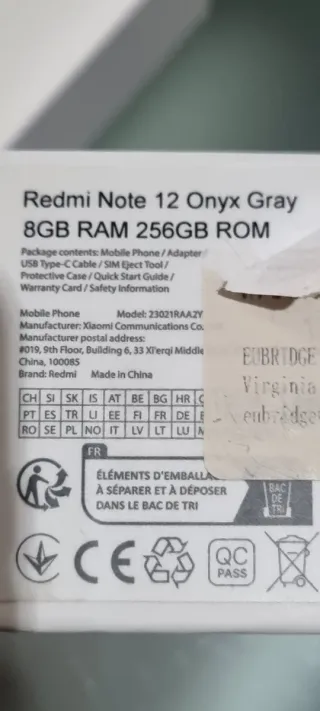 Redmi Note 12 Onyx Gray
8GB RAM 256GB ROM
Package contents: Mobile Phone / Adapter /
USB Type-C Cable / SIM Eject Tool /
Protective Case / Quick Start Guide /
Warranty Card / Safety Information
Mobile Phone Model: 23021RAA2Y
Manufacturer: Xiaomi Communications Co.
Manufacturer postal address:
#019, 9th Floor, Building 6, 33 Xi'erqi Middle
China, 100085
Brand: Redmi Made in China
EUBRIDGE
Virginia
eubridge
CH SI SK IS AT BE BG HR
PT ES TR LI EE FI FR DE
RO SE PL NO IT LV LT LU
FR
ÉLÉMENTS D'EMBALLA
À SÉPARER ET À DÉPOSER
DANS LE BAC DE TRI
BAC
DE
TRI
CE
QC
PASS